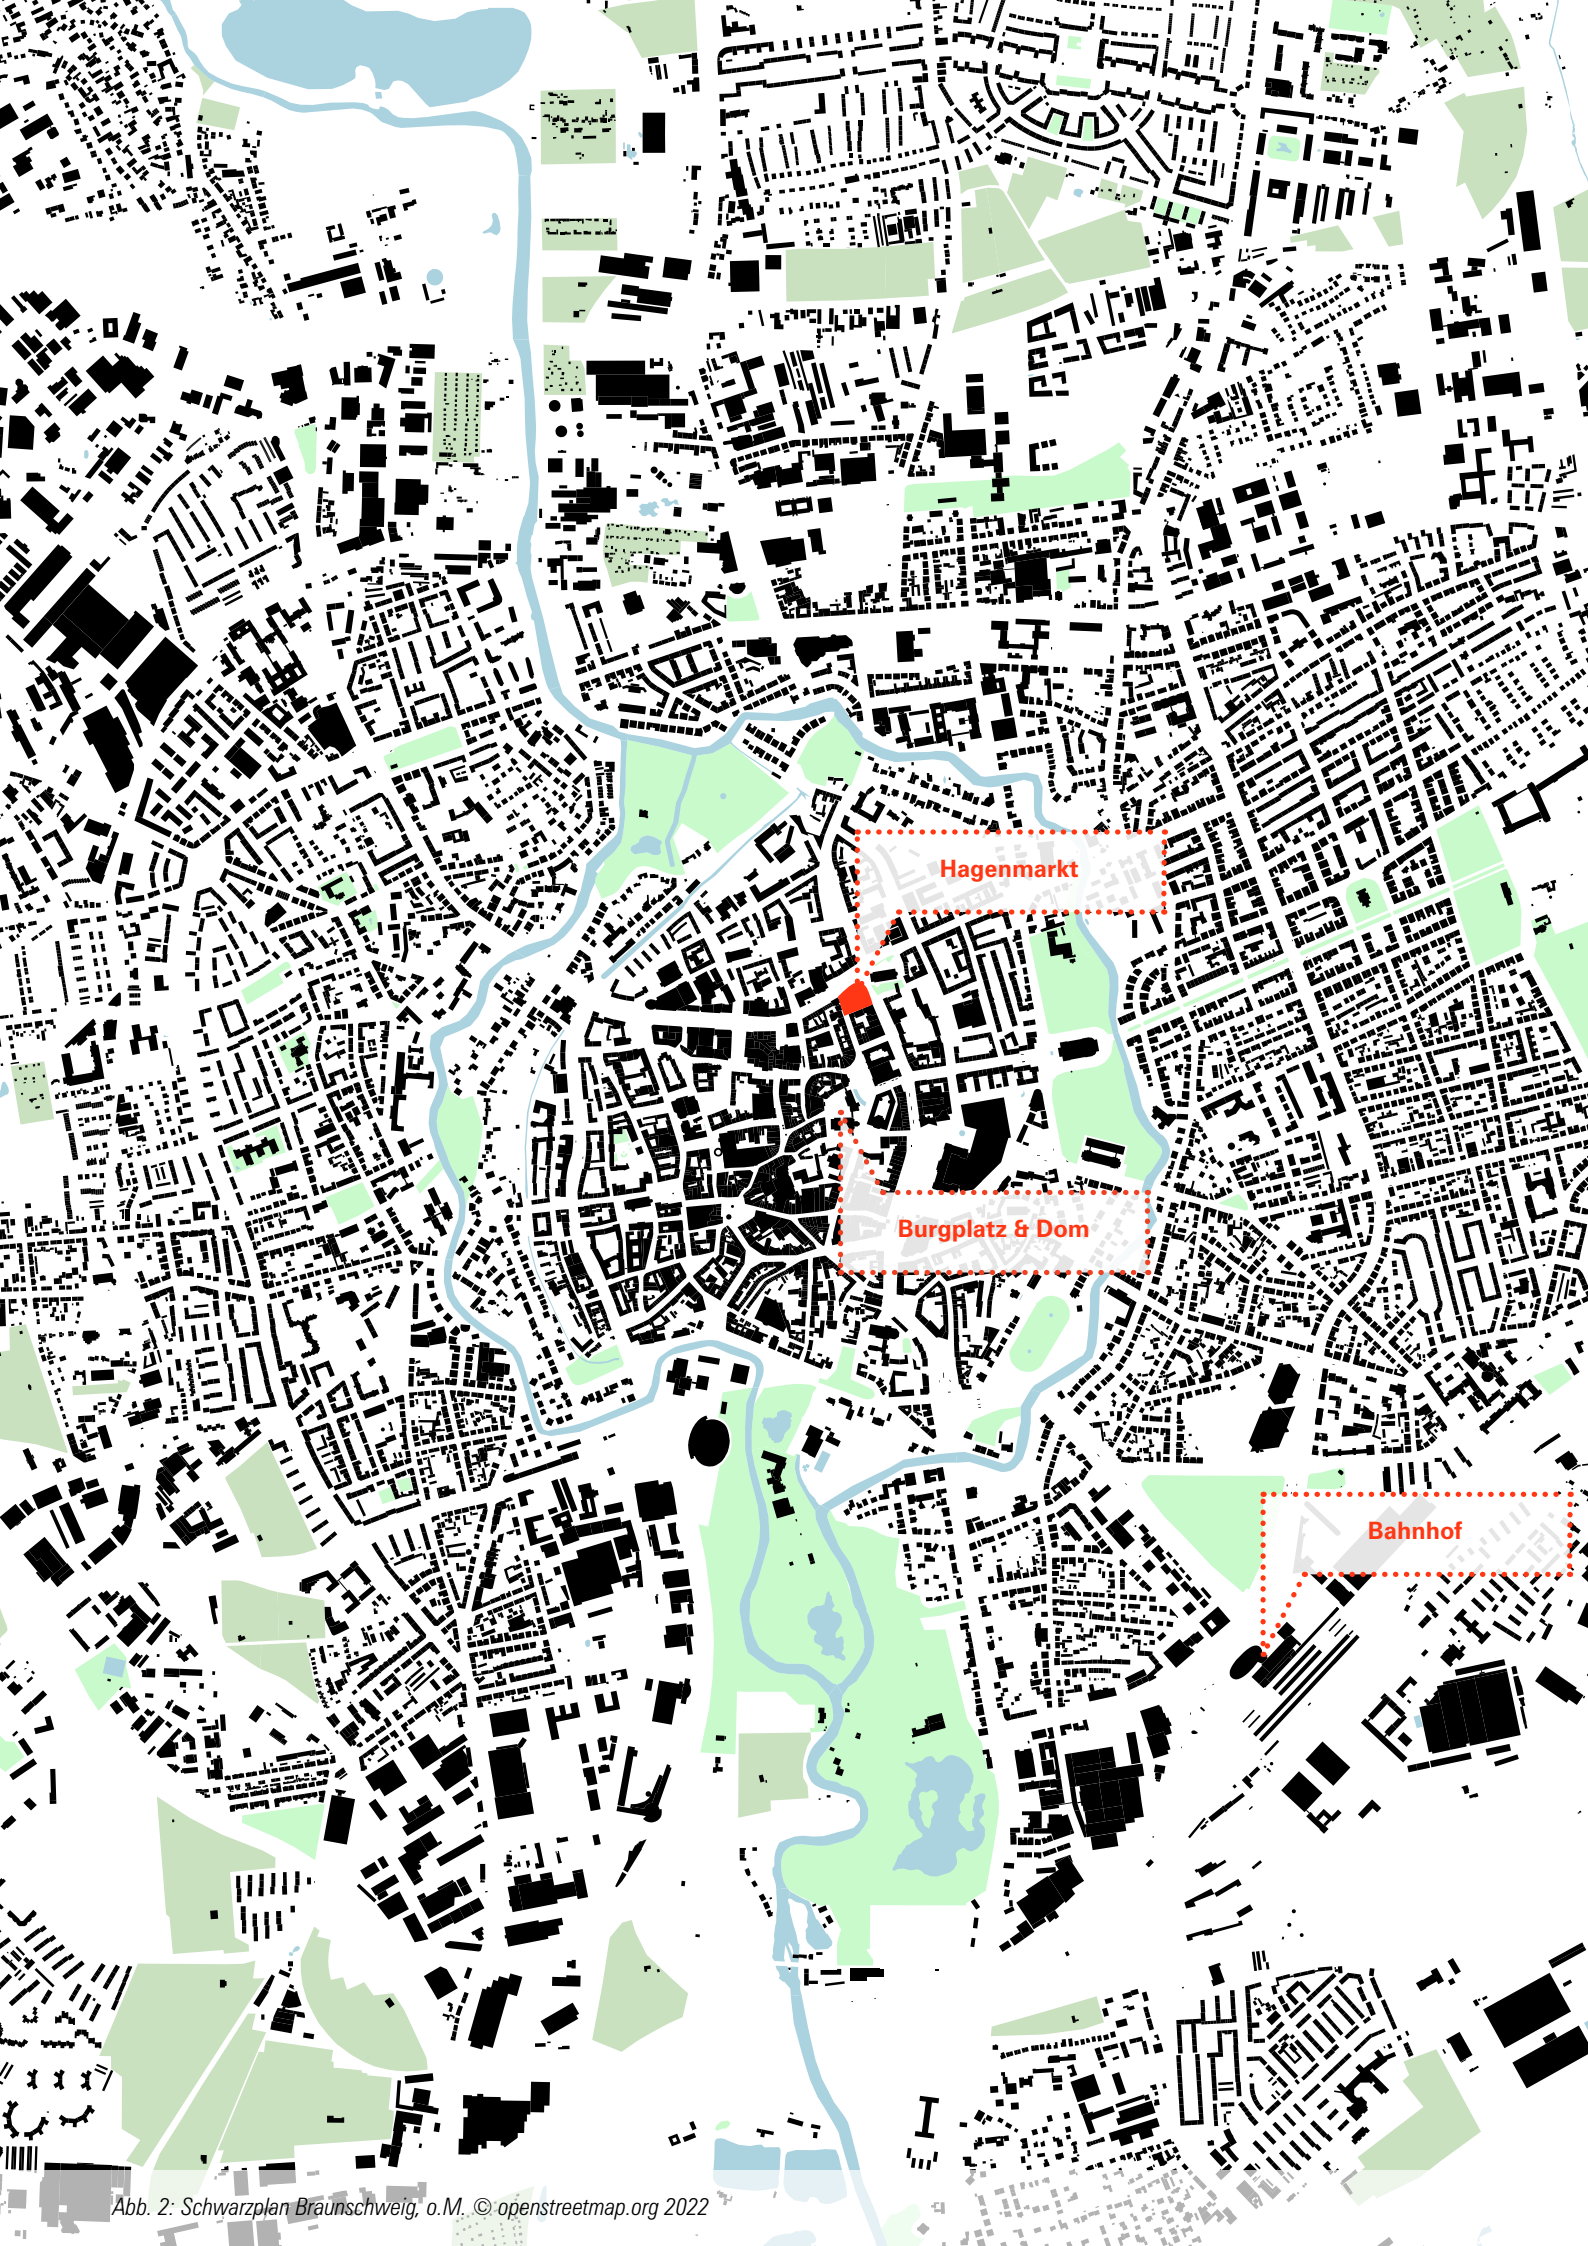 Hagenmarkt
Burgplatz & Dom
Bahnhof
Abb. 2: Schwarzplan Braunschweig, o.M. © openstreetmap.org 2022